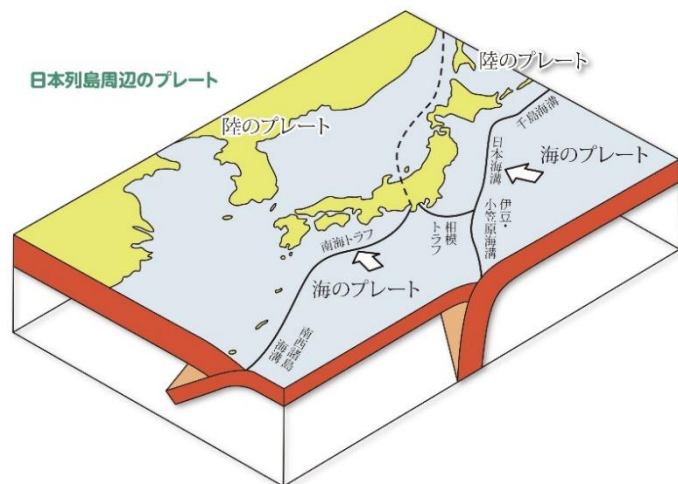 日本列島周辺のプレート
陸のプレート
陸のプレート
千島海溝
日本海溝
海のプレート
伊豆・
小笠原海溝
相模
トラフ
南海トラフ
海のプレート
南西諸島
海溝